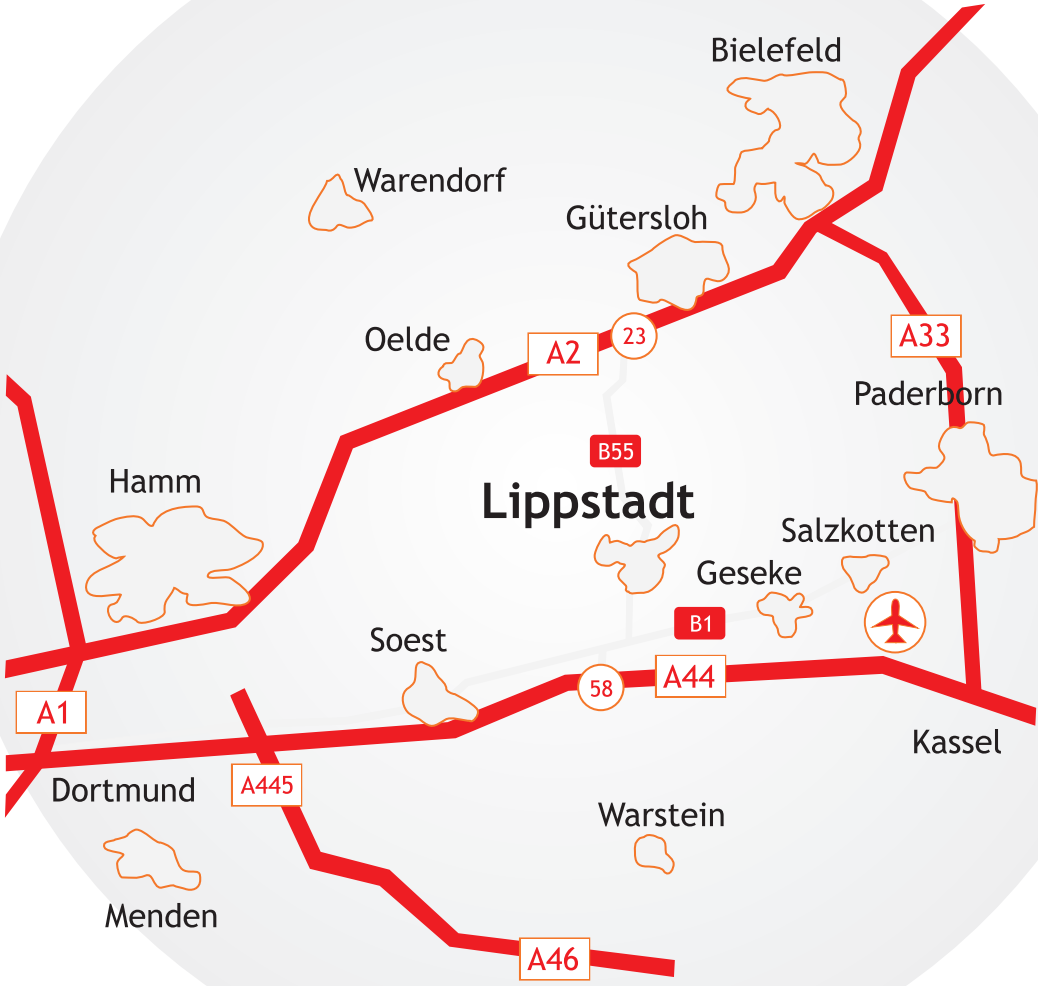 Bielefeld
Warendorf
Gütersloh
Oelde
A2
23
A33
Paderborn
B55
Hamm
Lippstadt
Salzkotten
Geseke
B1
Soest
A44
58
A1
Kassel
A445
Dortmund
Warstein
Menden
A46